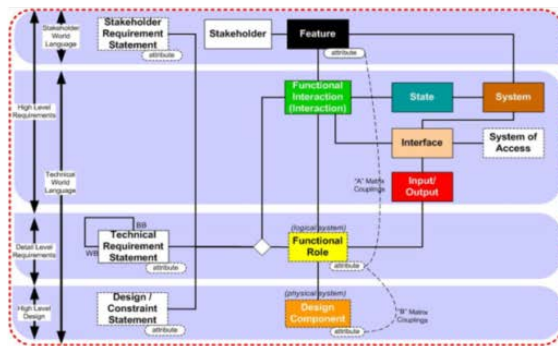 Stakeholder
World
Language
High Level
Requirements
Technical
World
Language
Detail Level
Requirements
High Level
Design
Stakeholder
Requirement
Statement
attribute
Stakeholder
Feature
attribute
Functional
Interaction
(Interaction)
State
System
Interface
System of
Access
"A" Matrix
Couplings
Input/
Output
BB
WB
Technical
Requirement
Statement
attribute
(logical system)
Functional
Role
attribute
Design /
Constraint
Statement
attribute
(physical system)
Design
Component
attribute
"B" Matrix
Couplings